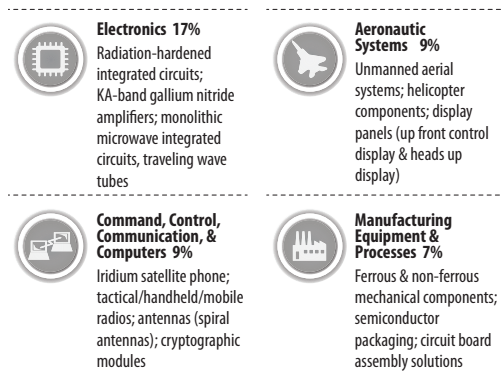 Electronics 17%
Radiation-hardened
integrated circuits;
KA-band gallium nitride
amplifiers; monolithic
microwave integrated
circuits, traveling wave
tubes
Aeronautic
Systems 9%
Unmanned aerial
systems; helicopter
components; display
panels (up front control
display & heads up
display)
Command, Control,
Communication, &
Computers 9%
Iridium satellite phone;
tactical/handheld/mobile
radios; antennas (spiral
antennas); cryptographic
modules
Manufacturing
Equipment &
Processes 7%
Ferrous & non-ferrous
mechanical components;
semiconductor
packaging; circuit board
assembly solutions